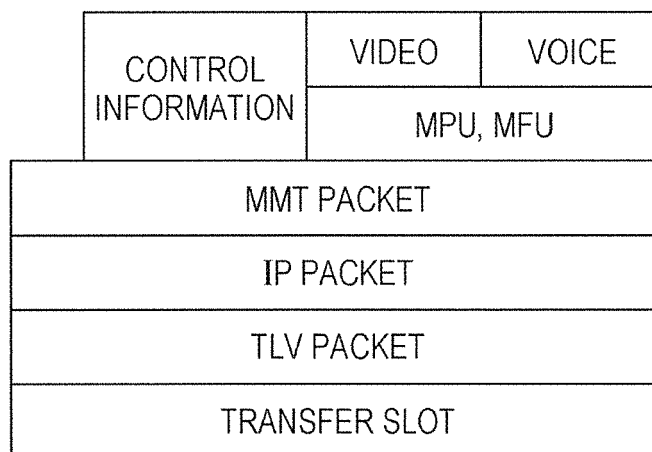 CONTROL
INFORMATION
VIDEO
VOICE
MPU, MFU
MMT PACKET
IP PACKET
TLV PACKET
TRANSFER SLOT